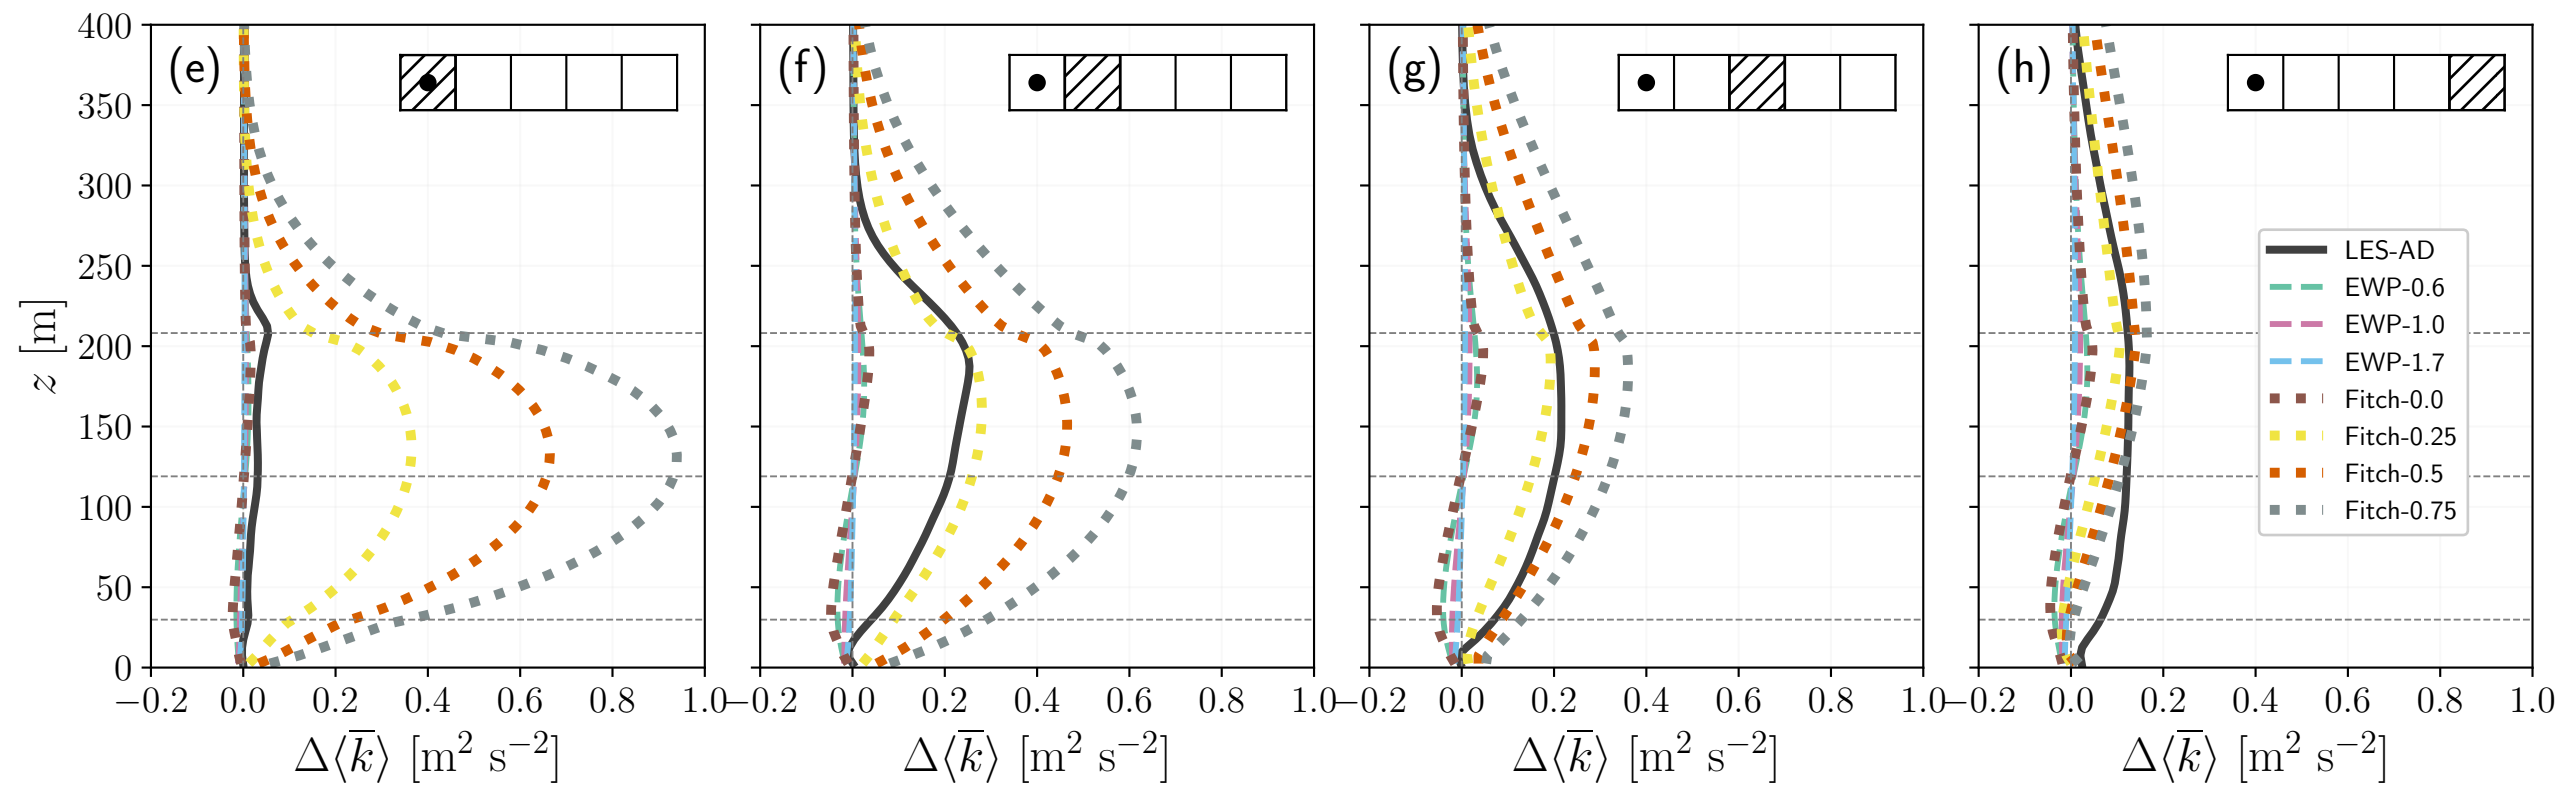 400
350
300
250
200
150
100
50
0
z [m]
(e)
(f)
(g)
(h)
LES-AD
EWP-0.6
EWP-1.0
EWP-1.7
Fitch-0.0
Fitch-0.25
Fitch-0.5
Fitch-0.75
−0.2 0.0 0.2 0.4 0.6 0.8 1.0
−0.2 0.0 0.2 0.4 0.6 0.8 1.0
−0.2 0.0 0.2 0.4 0.6 0.8 1.0
−0.2 0.0 0.2 0.4 0.6 0.8 1.0
Δ⟨k̅⟩ [m² s⁻²]
Δ⟨k̅⟩ [m² s⁻²]
Δ⟨k̅⟩ [m² s⁻²]
Δ⟨k̅⟩ [m² s⁻²]